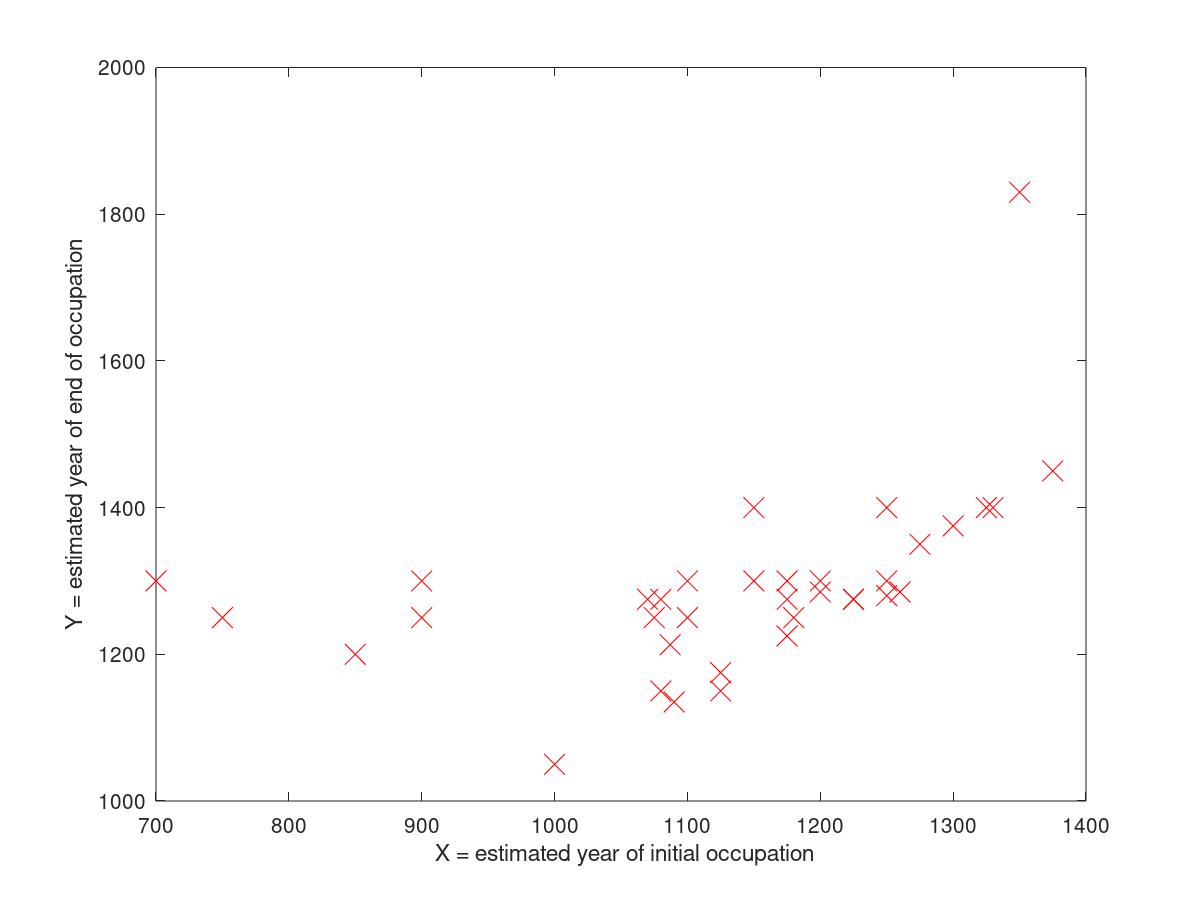 2000
1800
1600
1400
1200
1000
Y = estimated year of end of occupation
700 800 900 1000 1100 1200 1300 1400
X = estimated year of initial occupation